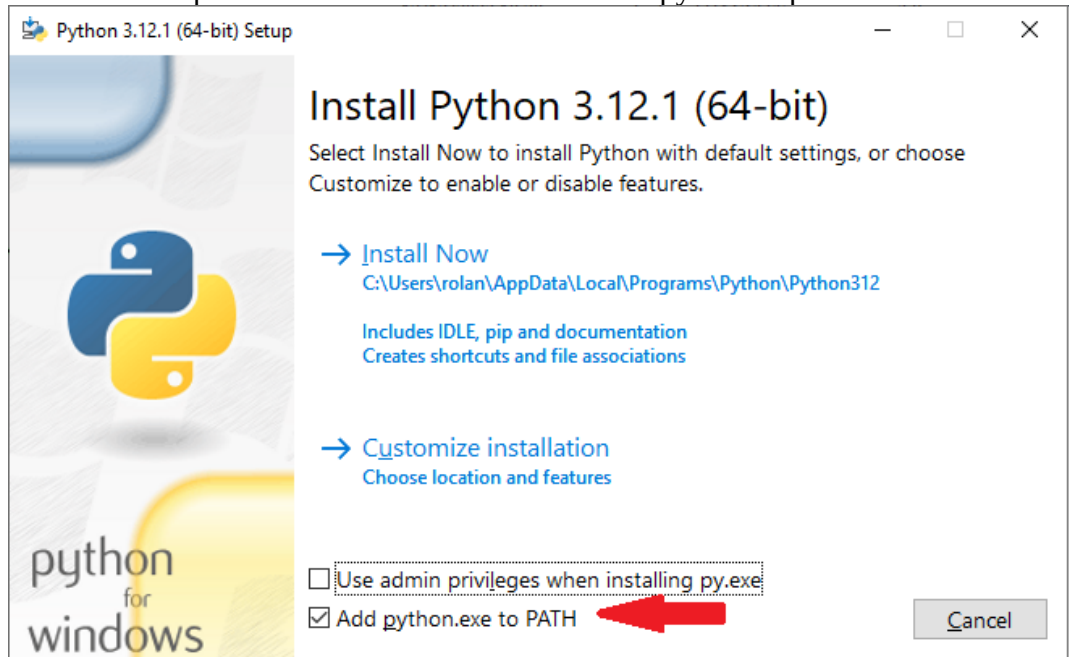 Python 3.12.1 (64-bit) Setup
Install Python 3.12.1 (64-bit)
Select Install Now to install Python with default settings, or choose
Customize to enable or disable features.
Install Now
C:\Users\rolan\AppData\Local\Programs\Python\Python312
Includes IDLE, pip and documentation
Creates shortcuts and file associations
Customize installation
Choose location and features
python
for
windows
Use admin privileges when installing py.exe
Add python.exe to PATH
Cancel